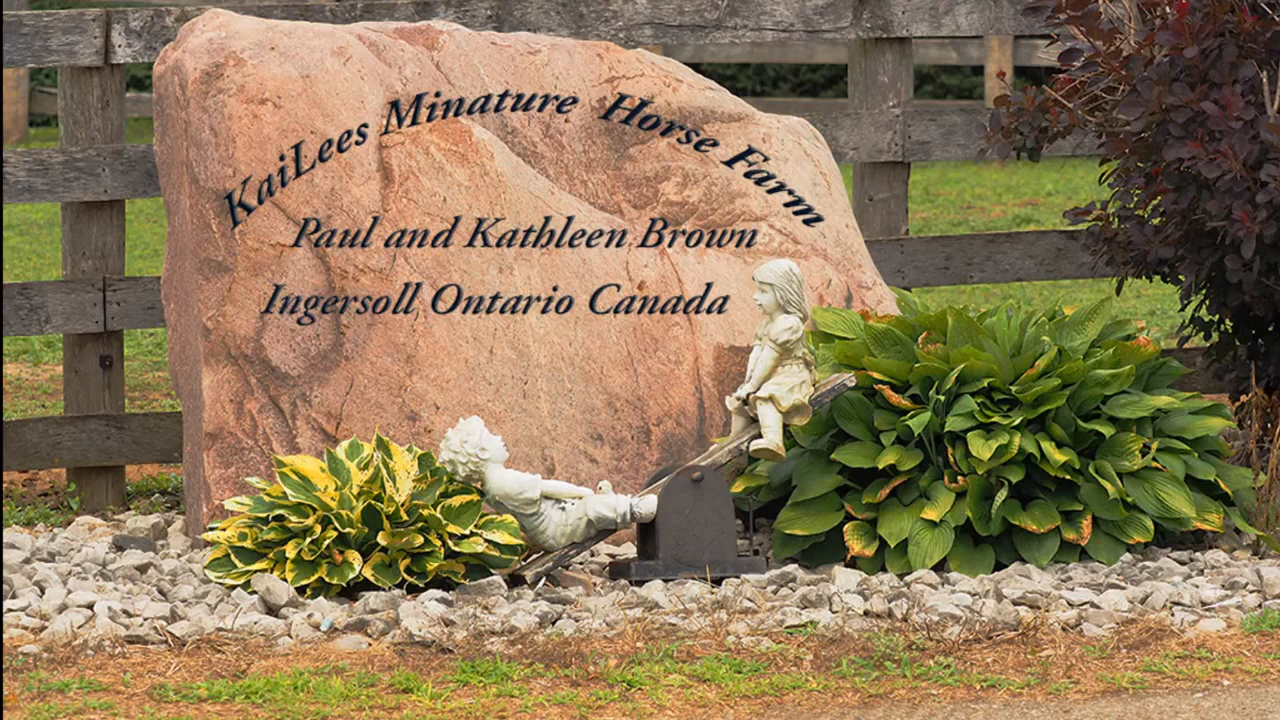 KaiLees Minature Horse Farm
Paul and Kathleen Brown
Ingersoll Ontario Canada